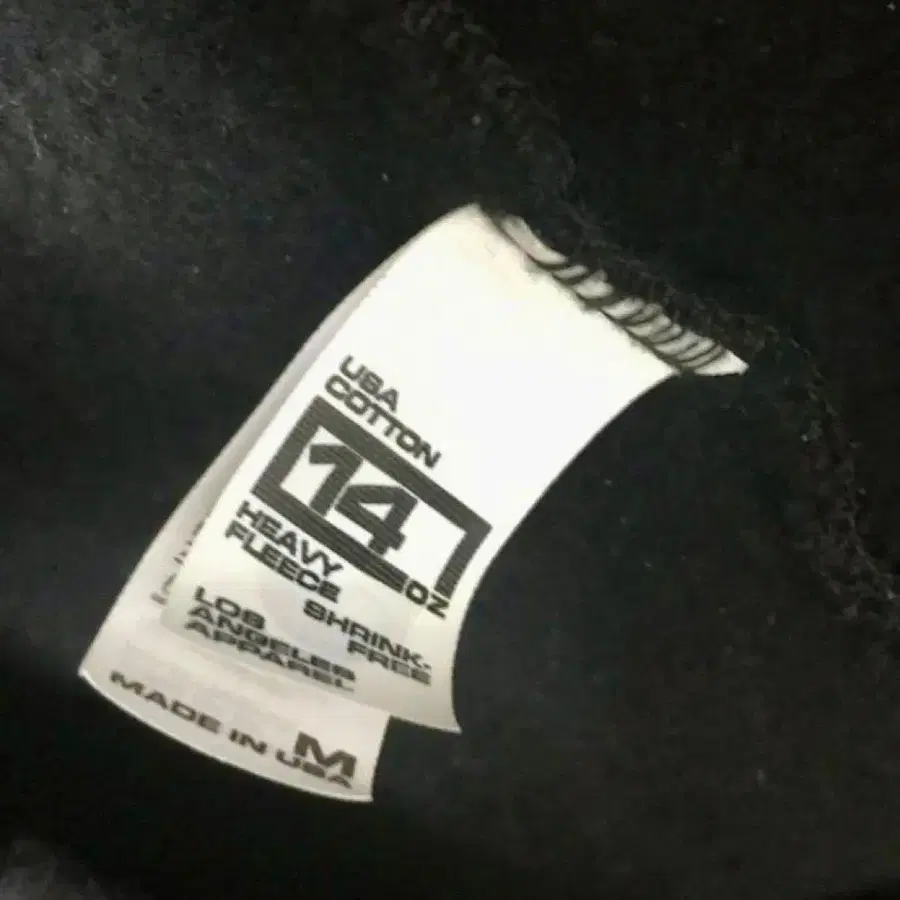 USA
COTTON
14
OZ
HEAVY
FLEECE
SHRINK-
FREE
LOS
ANGELES
APPAREL
M
MADE IN USA